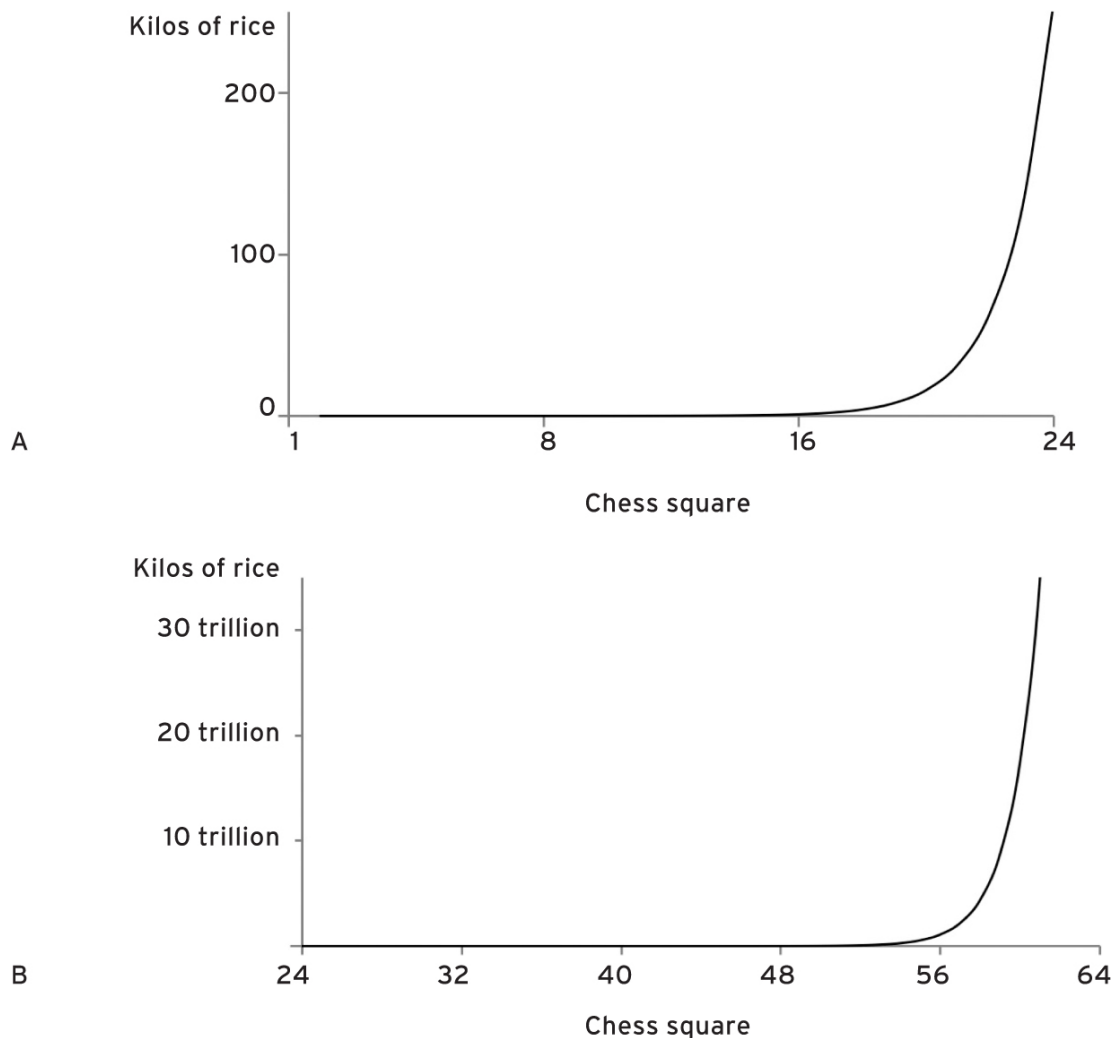 Kilos of rice
200
100
0
A
1 8 16 24
Chess square
Kilos of rice
30 trillion
20 trillion
10 trillion
B
24 32 40 48 56 64
Chess square